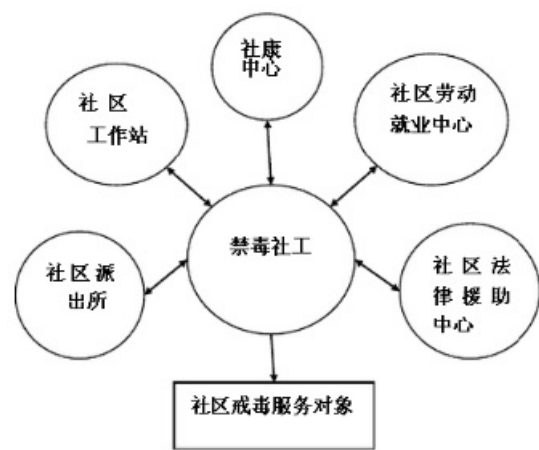 社康
中心
社 区
工作站
社区劳动
就业中心
禁毒社工
社区派
出所
社 区 法
律 援 助
中心
社区戒毒服务对象